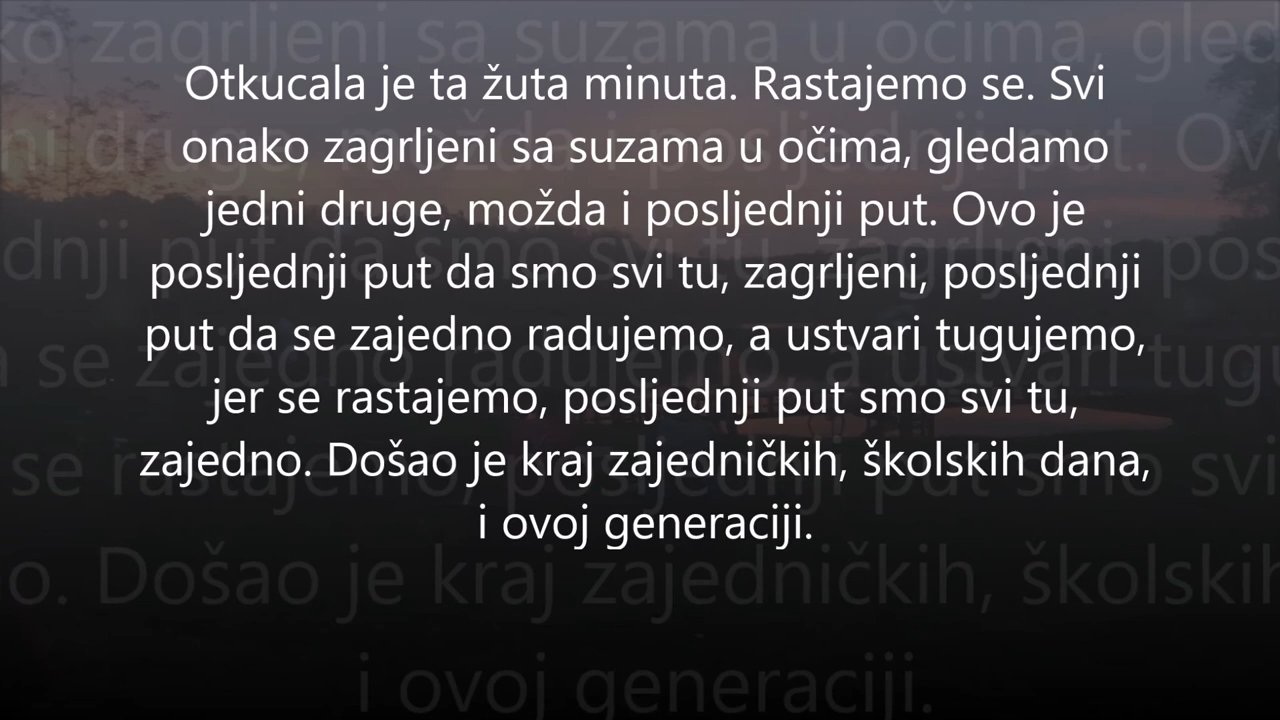 Otkucala je ta žuta minuta. Rastajemo se. Svi
onako zagrljeni sa suzama u očima, gledamo
jedni druge, možda i posljednji put. Ovo je
posljednji put da smo svi tu, zagrljeni, posljednji
put da se zajedno radujemo, a ustvari tugujemo,
jer se rastajemo, posljednji put smo svi tu,
zajedno. Došao je kraj zajedničkih, školskih dana,
i ovoj generaciji.